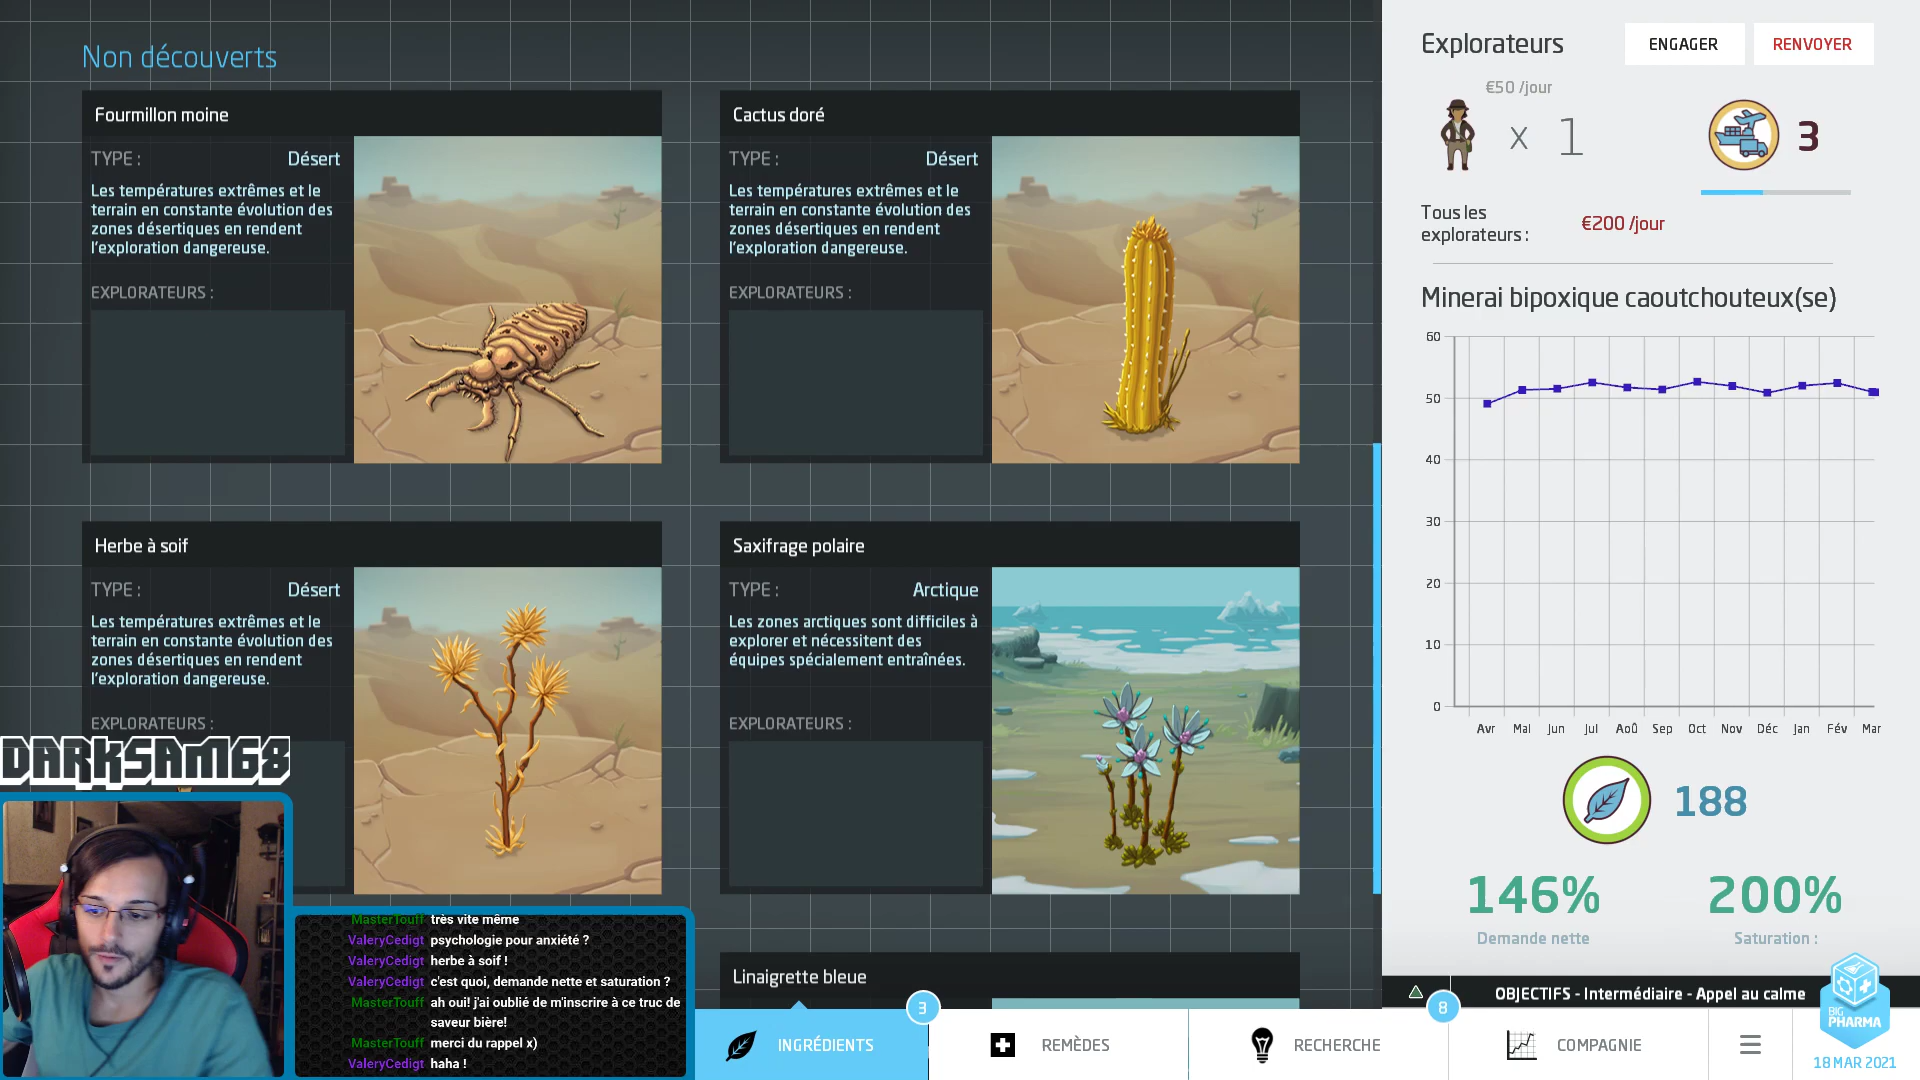 Non découverts
Fourmillon moine
TYPE :
Désert
Les températures extrêmes et le
terrain en constante évolution des
zones désertiques en rendent
l'exploration dangereuse.
EXPLORATEURS :
Cactus doré
TYPE :
Désert
Les températures extrêmes et le
terrain en constante évolution des
zones désertiques en rendent
l'exploration dangereuse.
EXPLORATEURS :
Herbe à soif
TYPE :
Désert
Les températures extrêmes et le
terrain en constante évolution des
zones désertiques en rendent
l'exploration dangereuse.
EXPLORATEURS :
Saxifrage polaire
TYPE :
Arctique
Les zones arctiques sont difficiles à
explorer et nécessitent des
équipes spécialement entraînées.
EXPLORATEURS :
Linaigrette bleue
DARKSAM68
MasterTouff très vite même
ValeryCedigt psychologie pour anxiété ?
ValeryCedigt herbe à soif !
ValeryCedigt c'est quoi, demande nette et saturation ?
MasterTouff ah oui! j'ai oublié de m'inscrire à ce truc de
saveur bière!
MasterTouff merci du rappel x)
ValeryCedigt haha !
Explorateurs
ENGAGER
RENVOYER
€50 /jour
x 1
3
Tous les
explorateurs :
€200 /jour
Minerai bipoxique caoutchouteux(se)
60
50
40
30
20
10
0
Avr Mai Jun Jul Aoû Sep Oct Nov Déc Jan Fév Mar
188
146%
Demande nette
200%
Saturation :
8
OBJECTIFS - Intermédiaire - Appel au calme
3
INGRÉDIENTS
REMÈDES
RECHERCHE
COMPAGNIE
BIG
PHARMA
18 MAR 2021